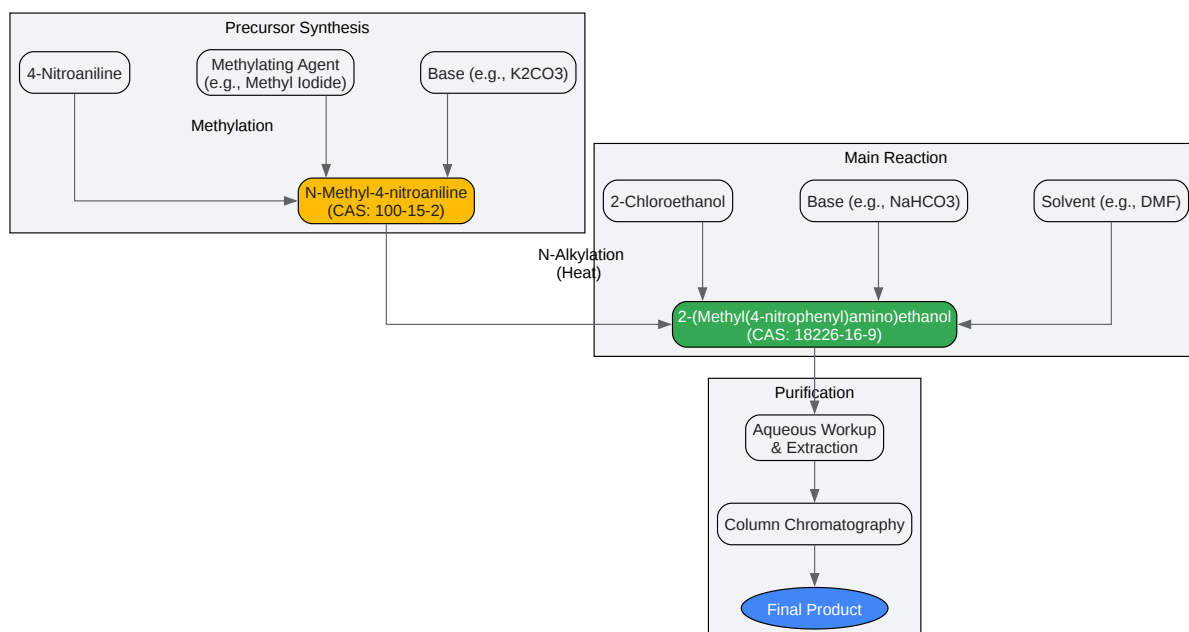 Precursor Synthesis
4-Nitroaniline
Methylating Agent
(e.g., Methyl Iodide)
Base (e.g., K2CO3)
Methylation
N-Methyl-4-nitroaniline
(CAS: 100-15-2)
Main Reaction
2-Chloroethanol
Base (e.g., NaHCO3)
Solvent (e.g., DMF)
N-Alkylation
(Heat)
2-(Methyl(4-nitrophenyl)amino)ethanol
(CAS: 18226-16-9)
Purification
Aqueous Workup
& Extraction
Column Chromatography
Final Product